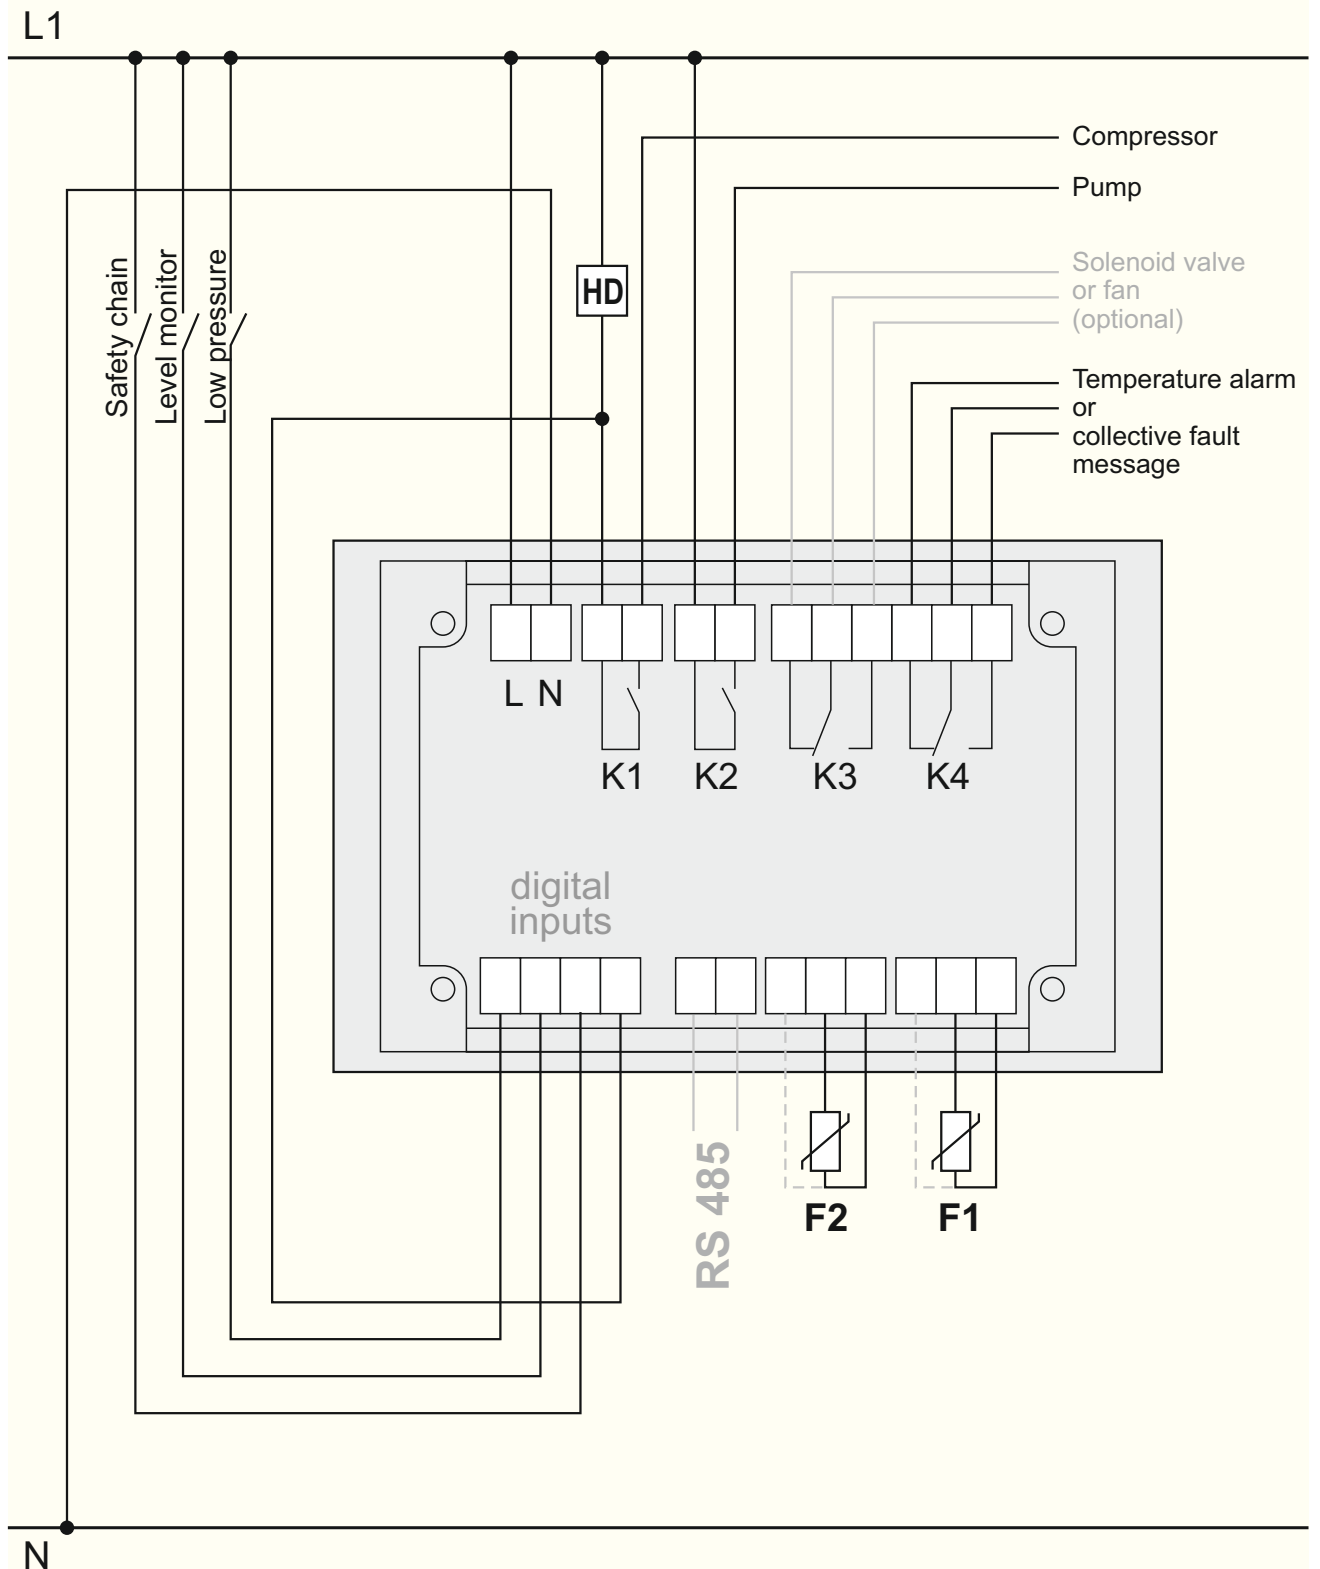 L1
Compressor
Pump
Solenoid valve
or fan
(optional)
Temperature alarm
or
collective fault
message
Safety chain
Level monitor
Low pressure
HD
L N
K1
K2
K3
K4
digital
inputs
RS 485
F2
F1
N